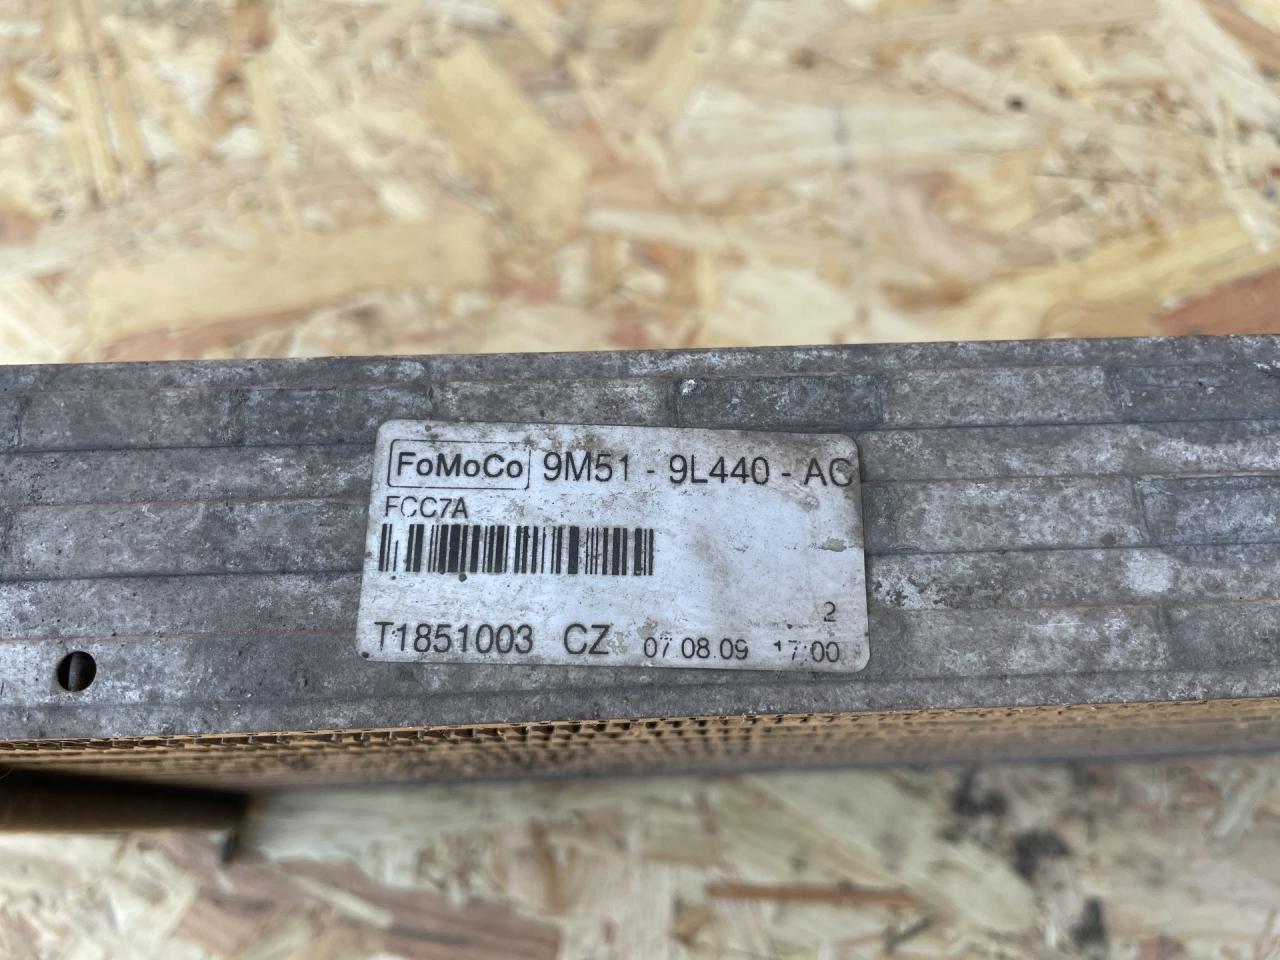 FoMoCo 9M51 - 9L440 - AC
FCC7A
2
T1851003 CZ 07.08.09 17:00